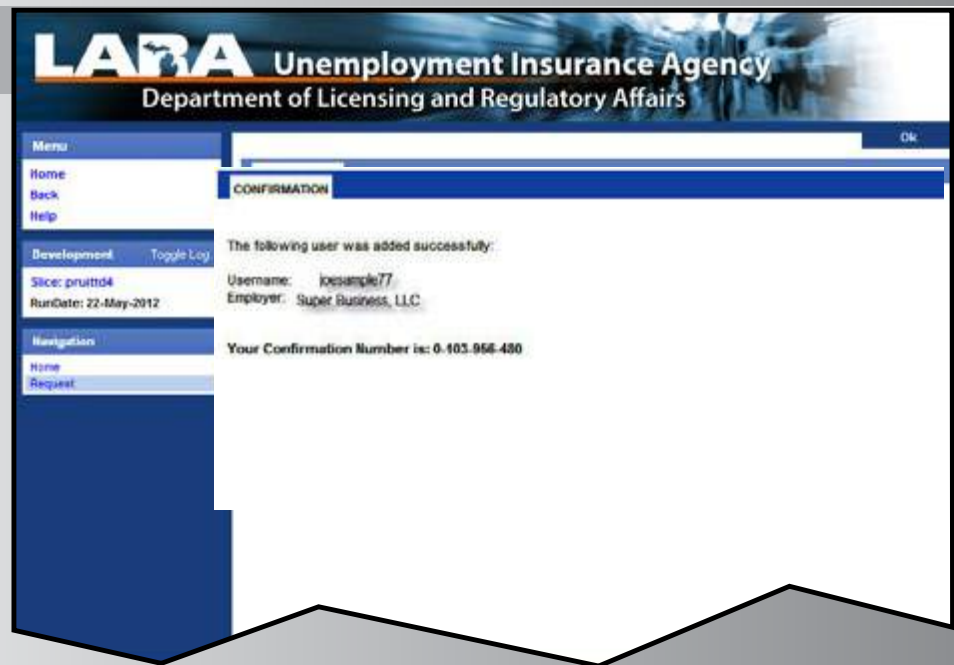 LARA Unemployment Insurance Agency
Department of Licensing and Regulatory Affairs
Menu
Ok
Home
Back
Help
CONFIRMATION
Development Toggle Log
Slice: pruittd4
RunDate: 22-May-2012
The following user was added successfully:
Username: joesample77
Employer: Super Business, LLC
Navigation
Home
Request
Your Confirmation Number is: 0-103-956-480